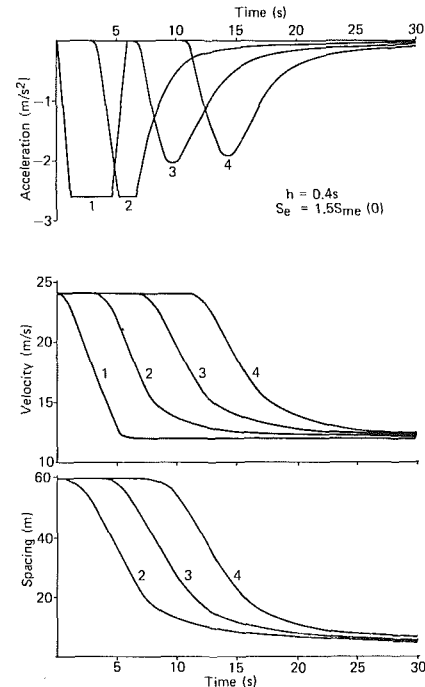 Time (s)
5 10 15 20 25 30
Acceleration (m/s²)
-1
-2
-3
1 2 3 4
h = 0.4s
Se = 1.5Sme (0)
Velocity (m/s)
25
20
15
10
1 2 3 4
Spacing (m)
60
40
20
2 3 4
5 10 15 20 25 30
Time (s)